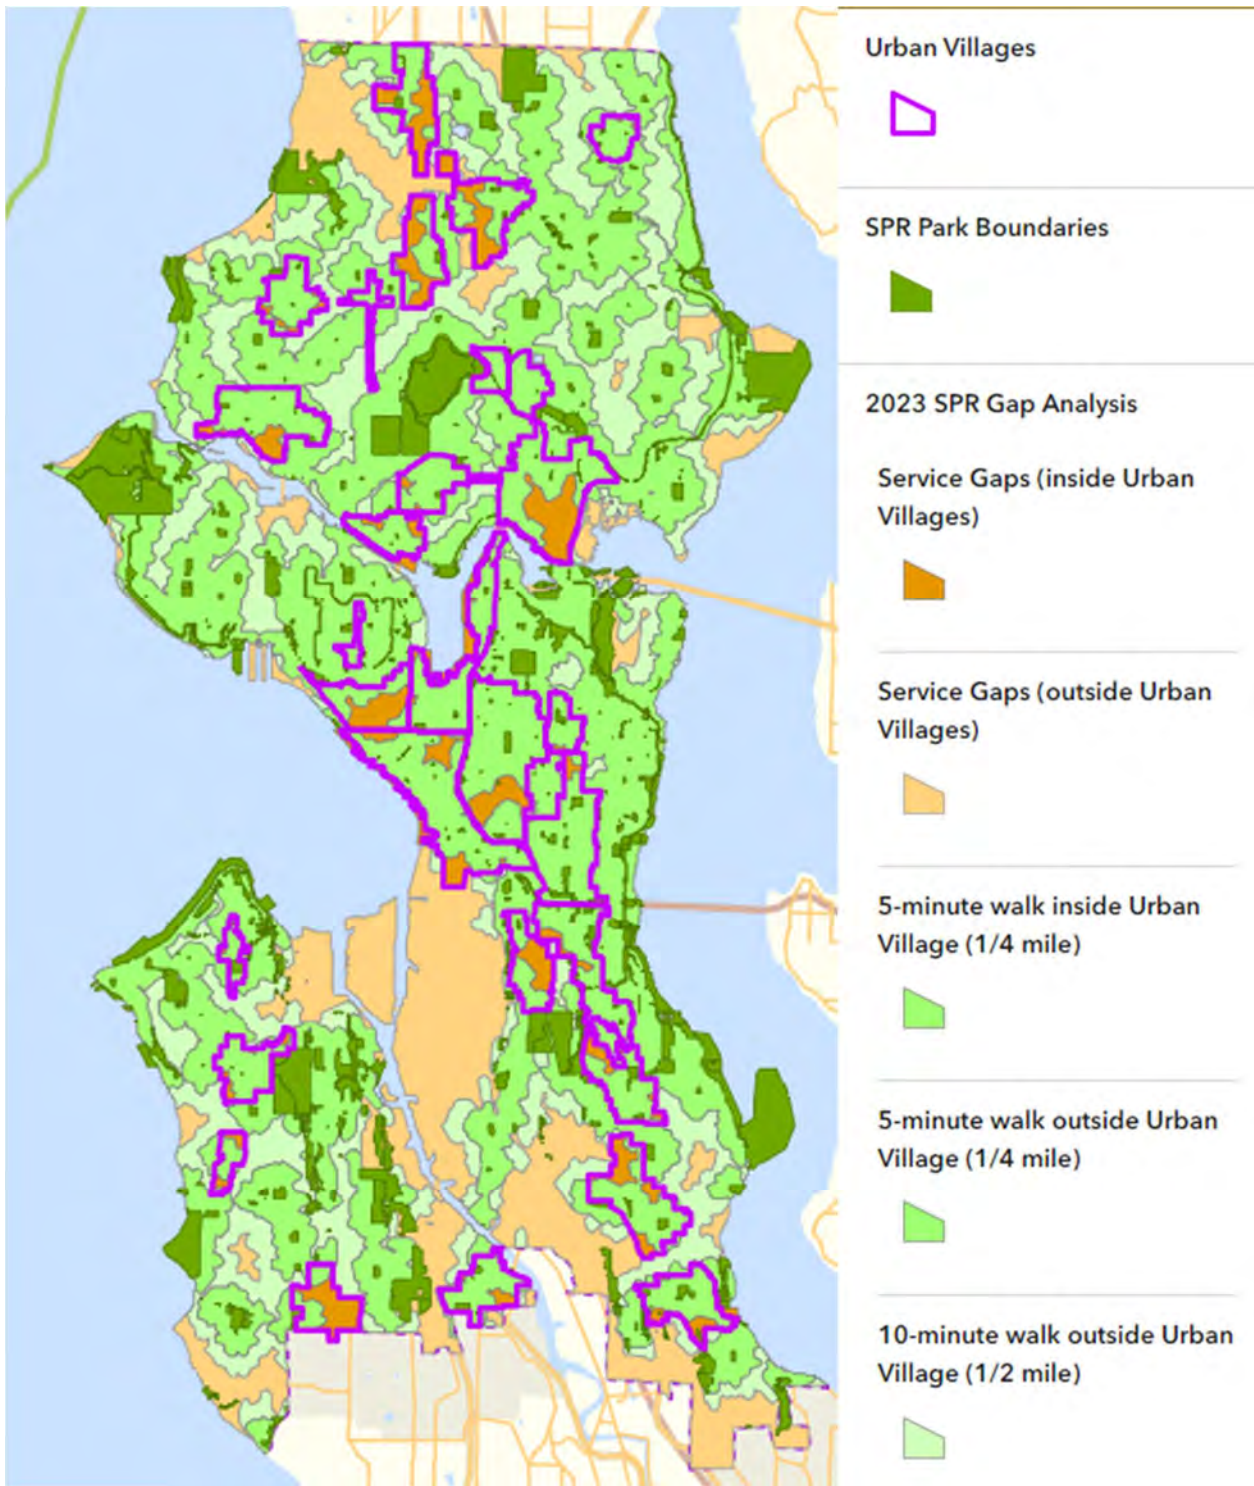 Urban Villages
SPR Park Boundaries
2023 SPR Gap Analysis
Service Gaps (inside Urban
Villages)
Service Gaps (outside Urban
Villages)
5-minute walk inside Urban
Village (1/4 mile)
5-minute walk outside Urban
Village (1/4 mile)
10-minute walk outside Urban
Village (1/2 mile)